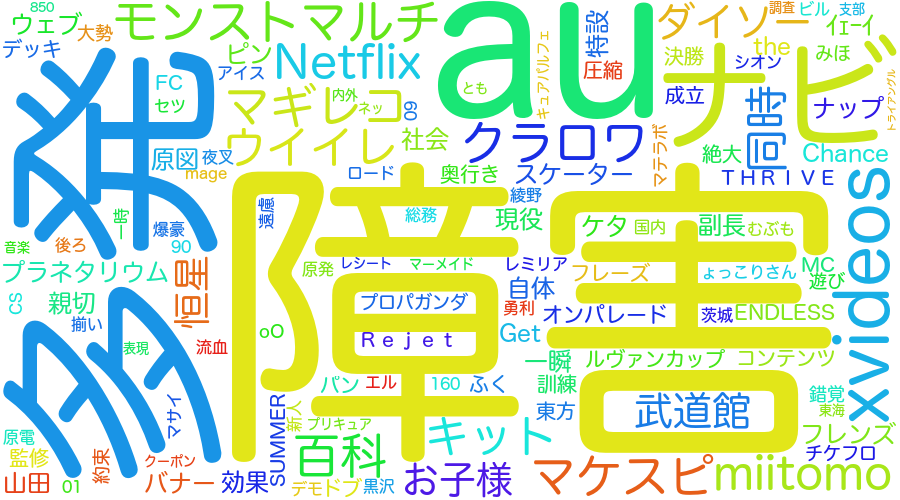 850
ウェブ
大勢
モンストマルチ
au
特設
ダイソー
調査
ビル
支部
イェーイ
デッキ
ピン
Netflix
キュアパルフェ
決勝
the
みほ
アイス
圧縮
シオン
ナビ
FC
セツ
マギレコ
内外
ネッ
09
とも
成立
同時
ナップ
トライアングル
多発
ウイイレ
社会
クラロワ
マテラボ
絶大
Chance
原図
夜叉
mage
ロード
奥行き
スケーター
THRIVE
xvideos
障害
一時
爆豪
遠慮
総務
綾野
現役
ケタ
国内
副長
むぶも
音楽
後ろ
90
プラネタリウム
恒星
原発
レシート
マーメイド
レミリア
フレーズ
ょっこりさん
MC
遊び
CS
親切
プロパガンダ
自体
勇利
オンパレード
茨城
ENDLESS
揃い
表現
流血
oO
Rejet
Get
一瞬
ルヴァンカップ
コンテンツ
バン
エル
160
ふく
訓練
錯覚
東海
マサイ
SUMMER
新人
プリキュア
東方
武道館
原電
監修
約束
クーポン
百科
キット
フレンズ
チケフロ
山田
01
バナー
効果
デモドブ
黒沢
お子様
マケスピ
miitomo